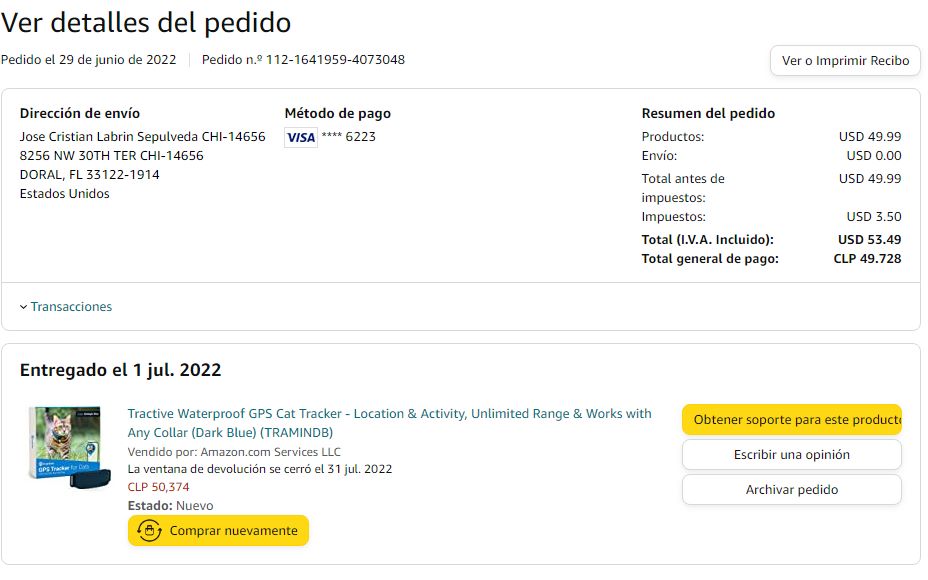 Ver detalles del pedido
Pedido el 29 de junio de 2022 Pedido n.º 112-1641959-4073048
Ver o Imprimir Recibo
Dirección de envío
Jose Cristian Labrin Sepulveda CHI-14656
8256 NW 30TH TER CHI-14656
DORAL, FL 33122-1914
Estados Unidos
Método de pago
VISA **** 6223
Resumen del pedido
Productos: USD 49.99
Envío: USD 0.00
Total antes de USD 49.99
impuestos:
Impuestos: USD 3.50
Total (I.V.A. Incluido): USD 53.49
Total general de pago: CLP 49.728
Transacciones
Entregado el 1 jul. 2022
GPS Tracker for Cats
Tractive Waterproof GPS Cat Tracker - Location & Activity, Unlimited Range & Works with
Any Collar (Dark Blue) (TRAMINDB)
Vendido por: Amazon.com Services LLC
La ventana de devolución se cerró el 31 jul. 2022
CLP 50,374
Estado: Nuevo
Comprar nuevamente
Obtener soporte para este producto
Escribir una opinión
Archivar pedido